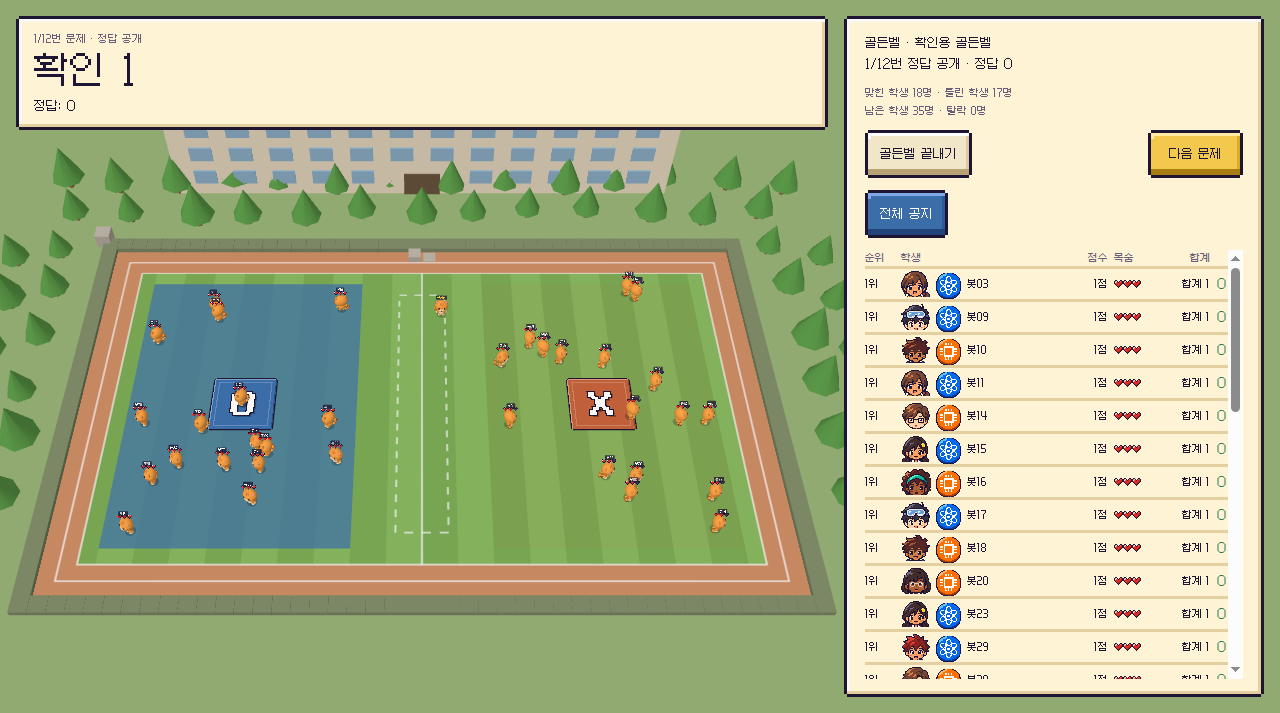 1/12번 문제 · 정답 공개
확인 1
정답: O
O
X
골든벨 · 확인용 골든벨
1/12번 정답 공개 · 정답 O
맞힌 학생 18명 · 틀린 학생 17명
남은 학생 35명 · 탈락 0명
골든벨 끝내기
다음 문제
전체 공지
순위 학생 점수 목숨 합계
1위 봇03 1점 합계 1 O
1위 봇09 1점 합계 1 O
1위 봇10 1점 합계 1 O
1위 봇11 1점 합계 1 O
1위 봇14 1점 합계 1 O
1위 봇15 1점 합계 1 O
1위 봇16 1점 합계 1 O
1위 봇17 1점 합계 1 O
1위 봇18 1점 합계 1 O
1위 봇20 1점 합계 1 O
1위 봇23 1점 합계 1 O
1위 봇29 1점 합계 1 O